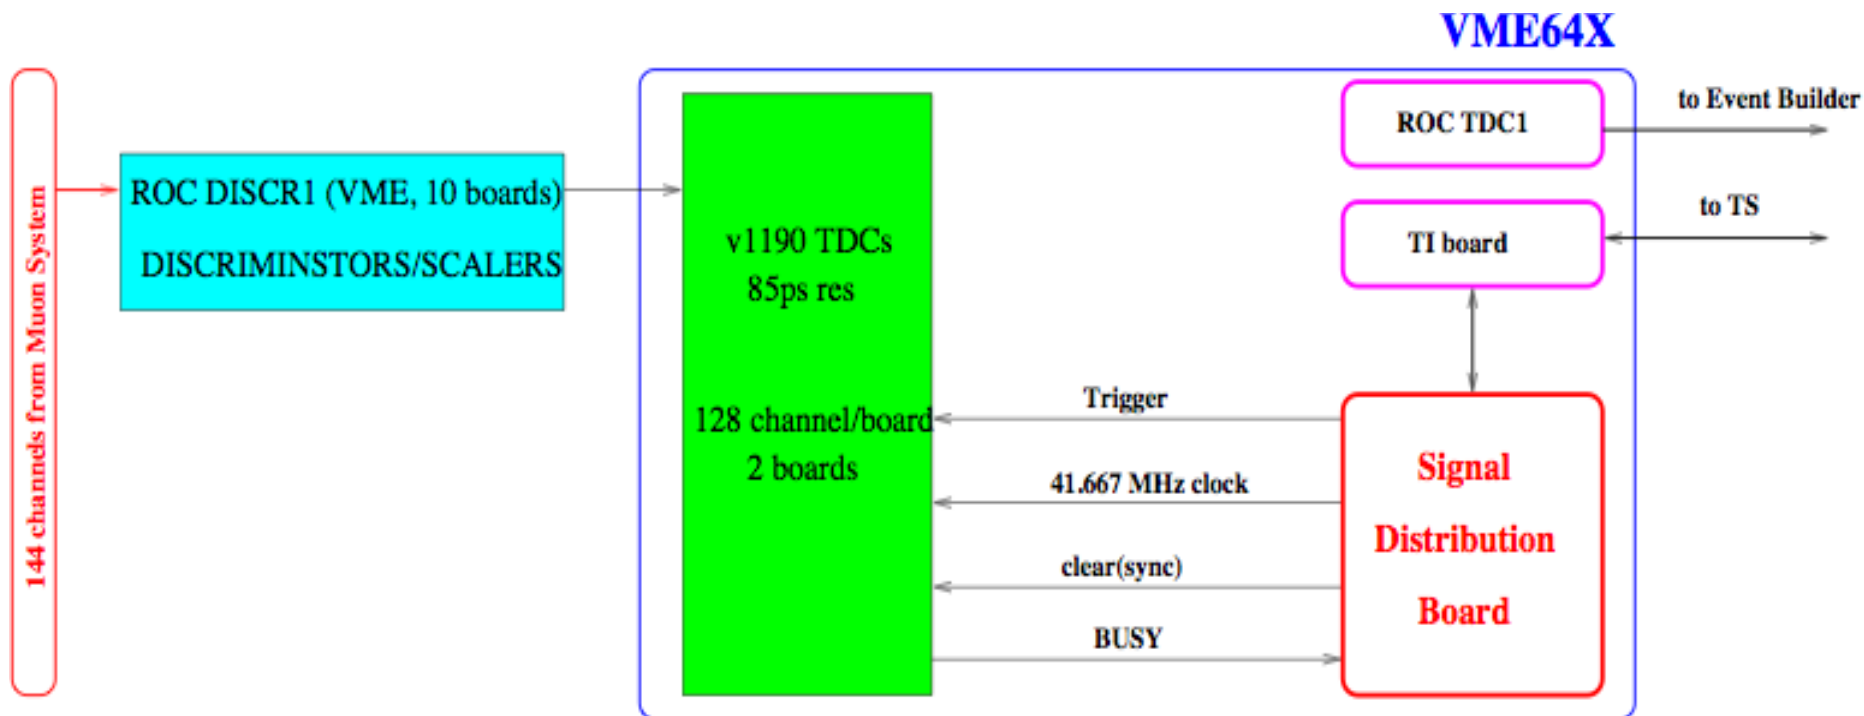 VME64X
144 channels from Muon System
ROC DISCR1 (VME, 10 boards)
DISCRIMINSTORS/SCALERS
v1190 TDCs
85ps res
128 channel/board
2 boards
ROC TDC1
to Event Builder
TI board
to TS
Trigger
41.667 MHz clock
clear(sync)
BUSY
Signal
Distribution
Board